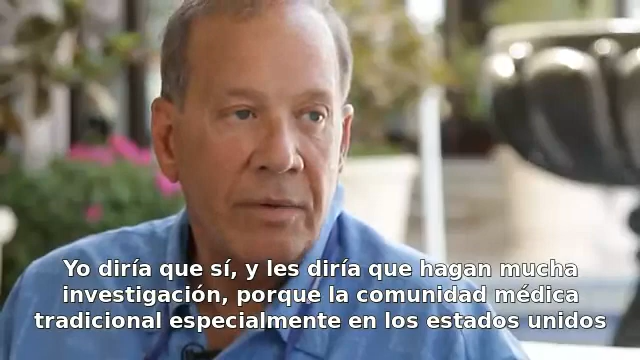 Yo diría que sí, y les diría que hagan mucha
investigación, porque la comunidad médica
tradicional especialmente en los estados unidos